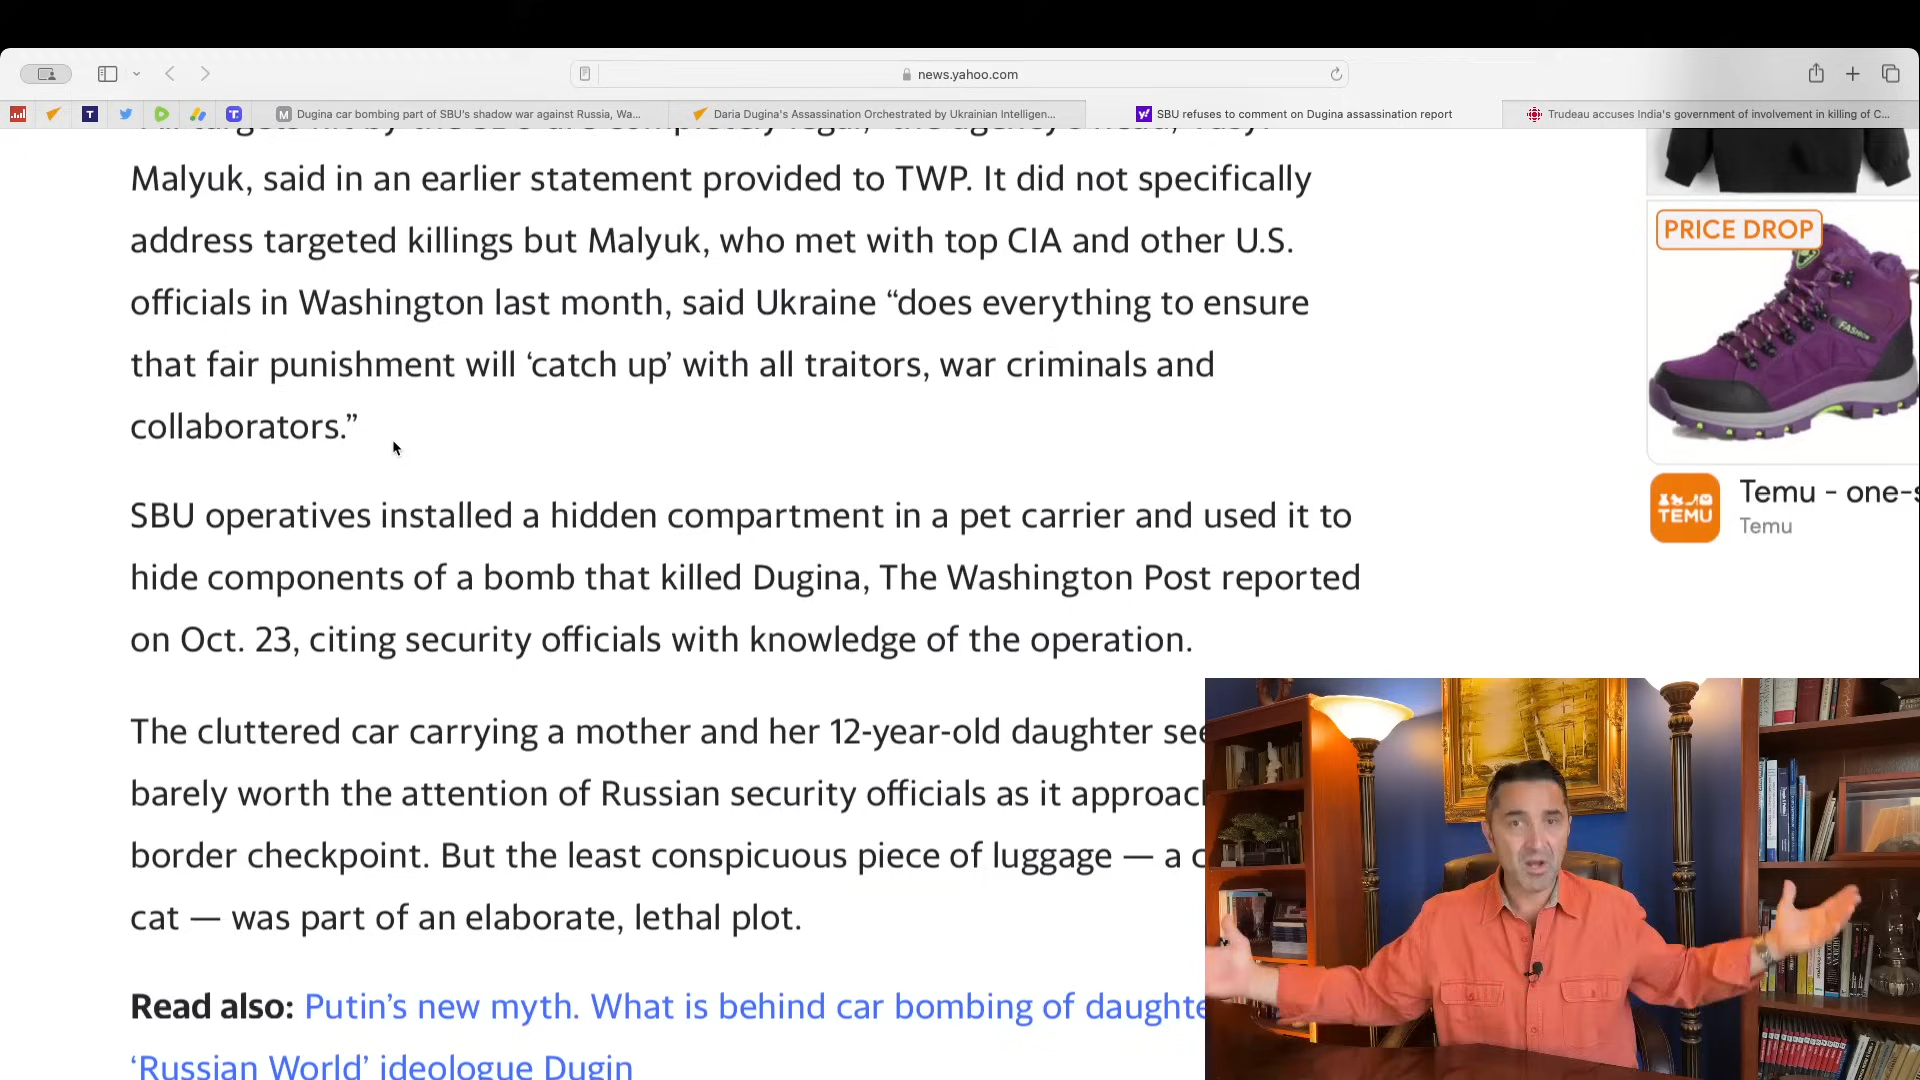 news.yahoo.com
Dugina car bombing part of SBU's shadow war against Russia, Wa...
Daria Dugina's Assassination Orchestrated by Ukrainian Intelligen...
SBU refuses to comment on Dugina assassination report
Trudeau accuses India's government of involvement in killing of C...
Malyuk, said in an earlier statement provided to TWP. It did not specifically
address targeted killings but Malyuk, who met with top CIA and other U.S.
officials in Washington last month, said Ukraine “does everything to ensure
that fair punishment will ‘catch up’ with all traitors, war criminals and
collaborators.”
SBU operatives installed a hidden compartment in a pet carrier and used it to
hide components of a bomb that killed Dugina, The Washington Post reported
on Oct. 23, citing security officials with knowledge of the operation.
The cluttered car carrying a mother and her 12-year-old daughter
barely worth the attention of Russian security officials as it
border checkpoint. But the least conspicuous piece of luggage — a
cat — was part of an elaborate, lethal plot.
Read also: Putin’s new myth. What is behind car bombing of
‘Russian World’ ideologue Dugin
PRICE DROP
FASHION
TEMU
Temu - one-
Temu